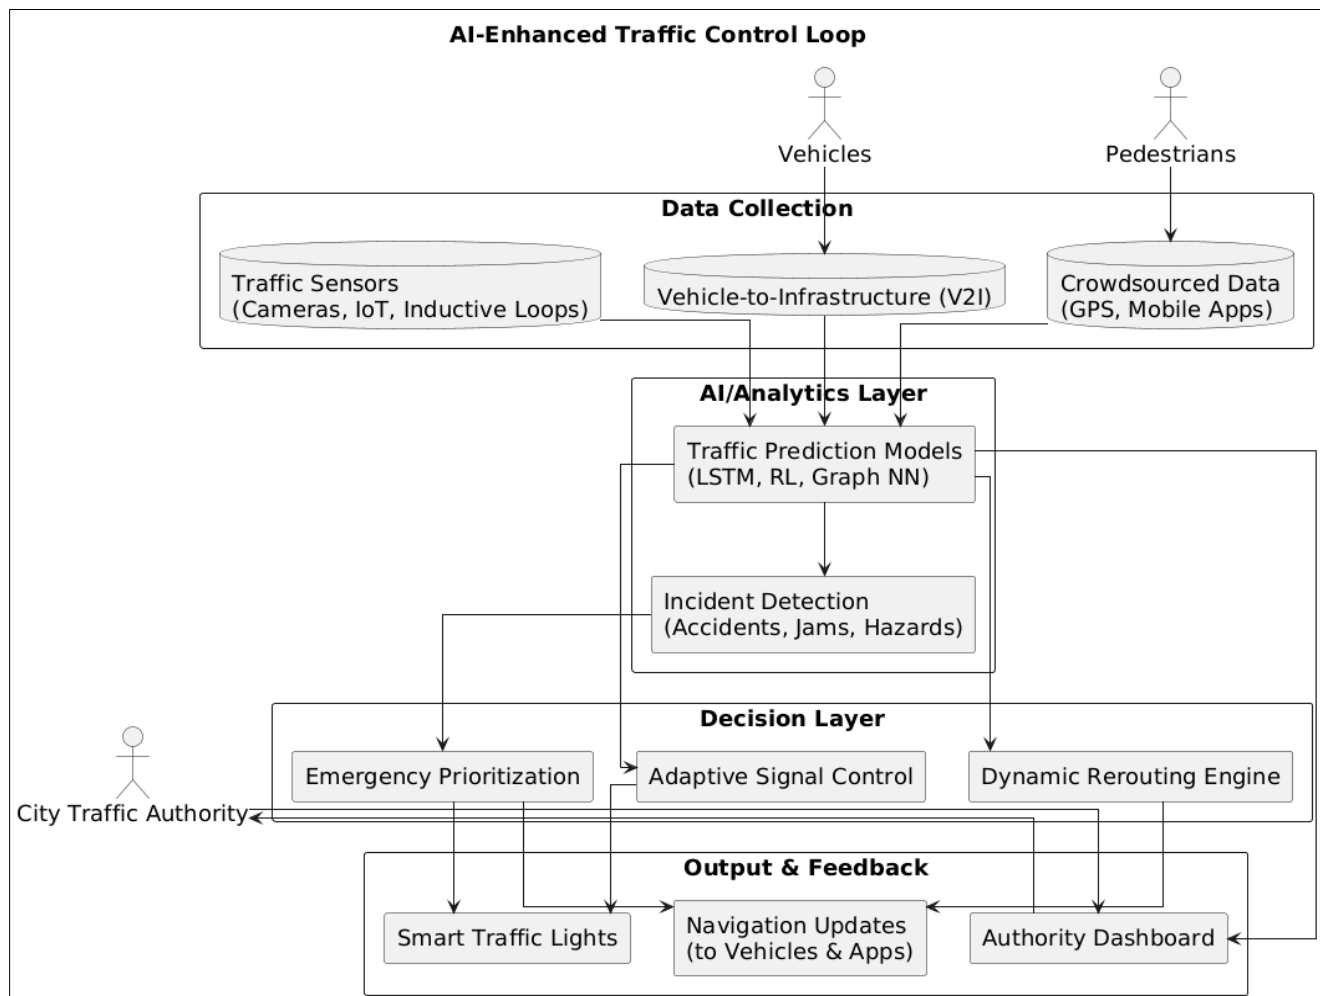 AI-Enhanced Traffic Control Loop
Vehicles
Pedestrians
Data Collection
Traffic Sensors
(Cameras, IoT, Inductive Loops)
Vehicle-to-Infrastructure (V2I)
Crowdsourced Data
(GPS, Mobile Apps)
AI/Analytics Layer
Traffic Prediction Models
(LSTM, RL, Graph NN)
Incident Detection
(Accidents, Jams, Hazards)
Decision Layer
Emergency Prioritization
Adaptive Signal Control
Dynamic Rerouting Engine
City Traffic Authority
Output & Feedback
Smart Traffic Lights
Navigation Updates
(to Vehicles & Apps)
Authority Dashboard